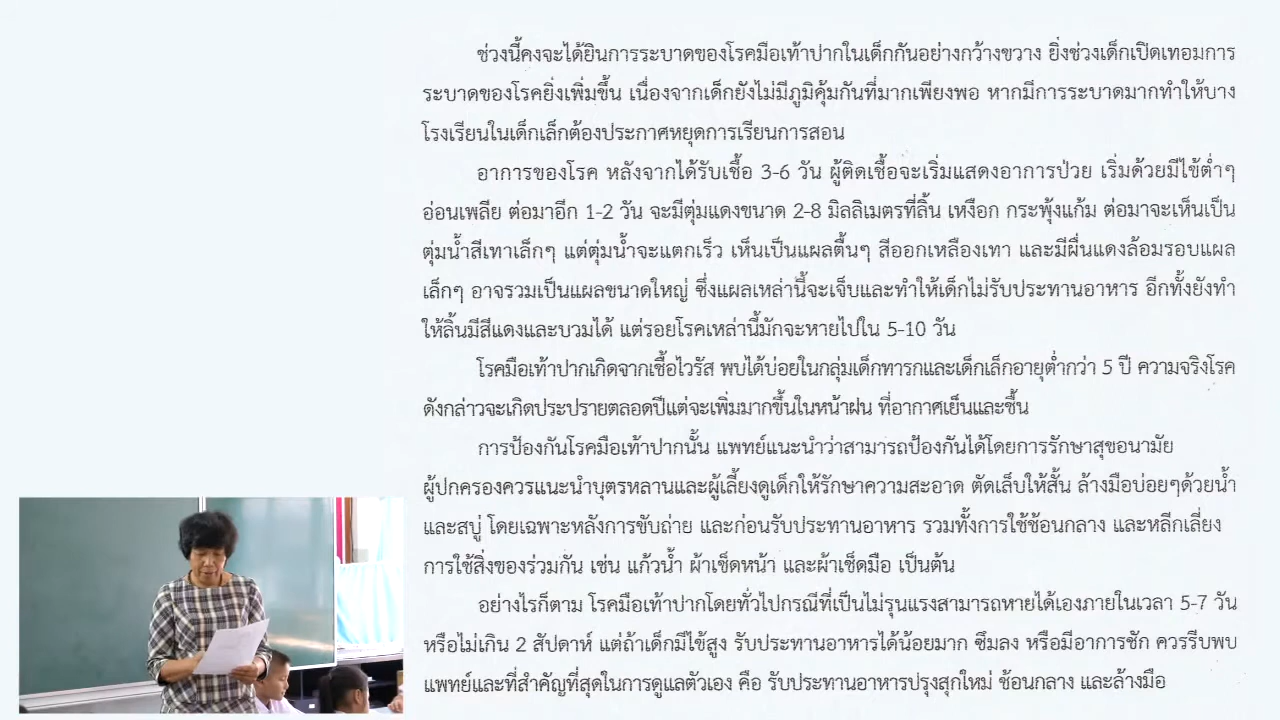 ช่วงนี้คงจะได้ยินการระบาดของโรคมือเท้าปากในเด็กกันอย่างกว้างขวาง ยิ่งช่วงเด็กเปิดเทอมการ
ระบาดของโรคยิ่งเพิ่มขึ้น เนื่องจากเด็กยังไม่มีภูมิคุ้มกันที่มากเพียงพอ หากมีการระบาดมากทำให้บาง
โรงเรียนในเด็กเล็กต้องประกาศหยุดการเรียนการสอน
อาการของโรค หลังจากได้รับเชื้อ 3-6 วัน ผู้ติดเชื้อจะเริ่มแสดงอาการป่วย เริ่มด้วยมีไข้ต่ำๆ
อ่อนเพลีย ต่อมาอีก 1-2 วัน จะมีตุ่มแดงขนาด 2-8 มิลลิเมตรที่ลิ้น เหงือก กระพุ้งแก้ม ต่อมาจะเห็นเป็น
ตุ่มน้ำสีเทาเล็กๆ แต่ตุ่มน้ำจะแตกเร็ว เห็นเป็นแผลตื้นๆ สีออกเหลืองเทา และมีผื่นแดงล้อมรอบแผล
เล็กๆ อาจรวมเป็นแผลขนาดใหญ่ ซึ่งแผลเหล่านี้จะเจ็บและทำให้เด็กไม่รับประทานอาหาร อีกทั้งยังทำ
ให้ลิ้นมีสีแดงและบวมได้ แต่รอยโรคเหล่านี้มักจะหายไปใน 5-10 วัน
โรคมือเท้าปากเกิดจากเชื้อไวรัส พบได้บ่อยในกลุ่มเด็กทารกและเด็กเล็กอายุต่ำกว่า 5 ปี ความจริงโรค
ดังกล่าวจะเกิดประปรายตลอดปีแต่จะเพิ่มมากขึ้นในหน้าฝน ที่อากาศเย็นและชื้น
การป้องกันโรคมือเท้าปากนั้น แพทย์แนะนำว่าสามารถป้องกันได้โดยการรักษาสุขอนามัย
ผู้ปกครองควรแนะนำบุตรหลานและผู้เลี้ยงดูเด็กให้รักษาความสะอาด ตัดเล็บให้สั้น ล้างมือบ่อยๆด้วยน้ำ
และสบู่ โดยเฉพาะหลังการขับถ่าย และก่อนรับประทานอาหาร รวมทั้งการใช้ช้อนกลาง และหลีกเลี่ยง
การใช้สิ่งของร่วมกัน เช่น แก้วน้ำ ผ้าเช็ดหน้า และผ้าเช็ดมือ เป็นต้น
อย่างไรก็ตาม โรคมือเท้าปากโดยทั่วไปกรณีที่เป็นไม่รุนแรงสามารถหายได้เองภายในเวลา 5-7 วัน
หรือไม่เกิน 2 สัปดาห์ แต่ถ้าเด็กมีไข้สูง รับประทานอาหารได้น้อยมาก ซึมลง หรือมีอาการชัก ควรรีบพบ
แพทย์และที่สำคัญที่สุดในการดูแลตัวเอง คือ รับประทานอาหารปรุงสุกใหม่ ช้อนกลาง และล้างมือ